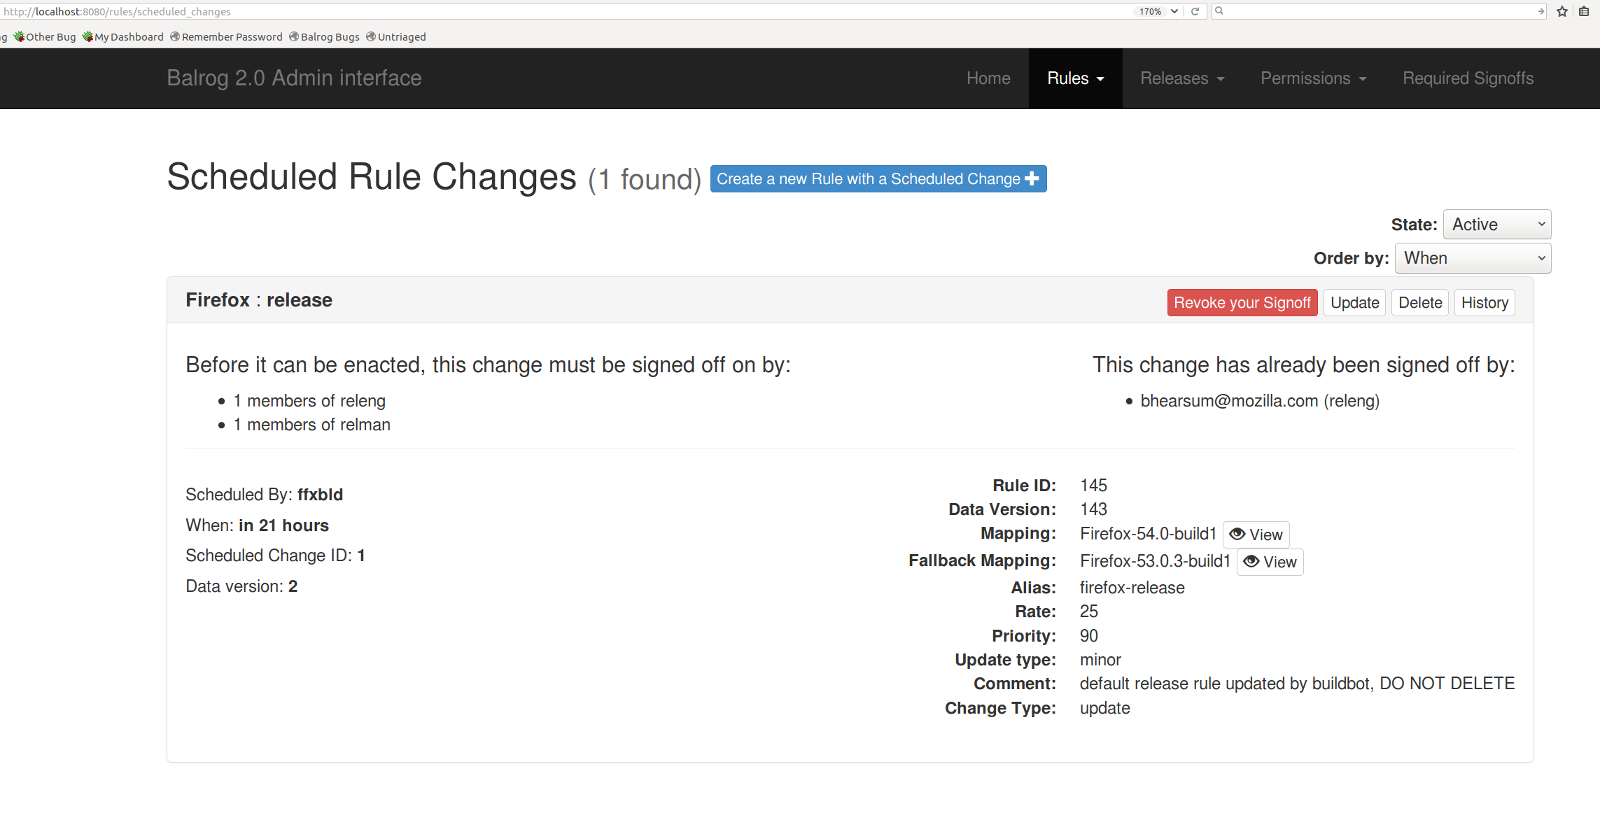 http://localhost:8080/rules/scheduled_changes 170%
g Other Bug My Dashboard Remember Password Balrog Bugs Untriaged
Balrog 2.0 Admin interface Home Rules Releases Permissions Required Signoffs
Scheduled Rule Changes (1 found) Create a new Rule with a Scheduled Change
State: Active
Order by: When
Firefox : release Revoke your Signoff Update Delete History
Before it can be enacted, this change must be signed off on by:
1 members of releng
1 members of relman
This change has already been signed off by:
bhearsum@mozilla.com (releng)
Scheduled By: ffxbld
When: in 21 hours
Scheduled Change ID: 1
Data version: 2
Rule ID: 145
Data Version: 143
Mapping: Firefox-54.0-build1 View
Fallback Mapping: Firefox-53.0.3-build1 View
Alias: firefox-release
Rate: 25
Priority: 90
Update type: minor
Comment: default release rule updated by buildbot, DO NOT DELETE
Change Type: update